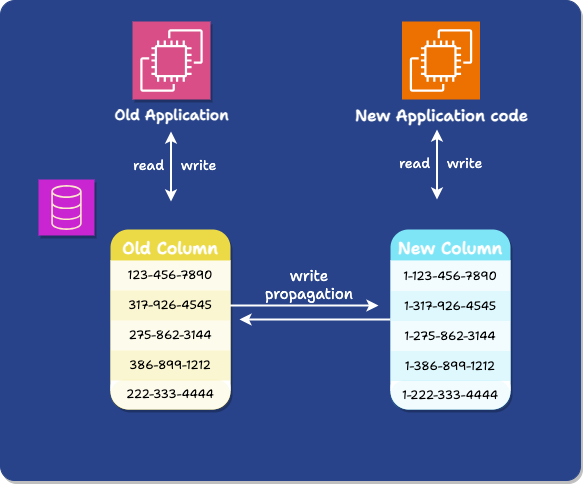 Old Application
New Application code
read write
read write
Old Column
123-456-7890
317-926-4545
275-862-3144
386-899-1212
222-333-4444
write
propagation
New Column
1-123-456-7890
1-317-926-4545
1-275-862-3144
1-386-899-1212
1-222-333-4444